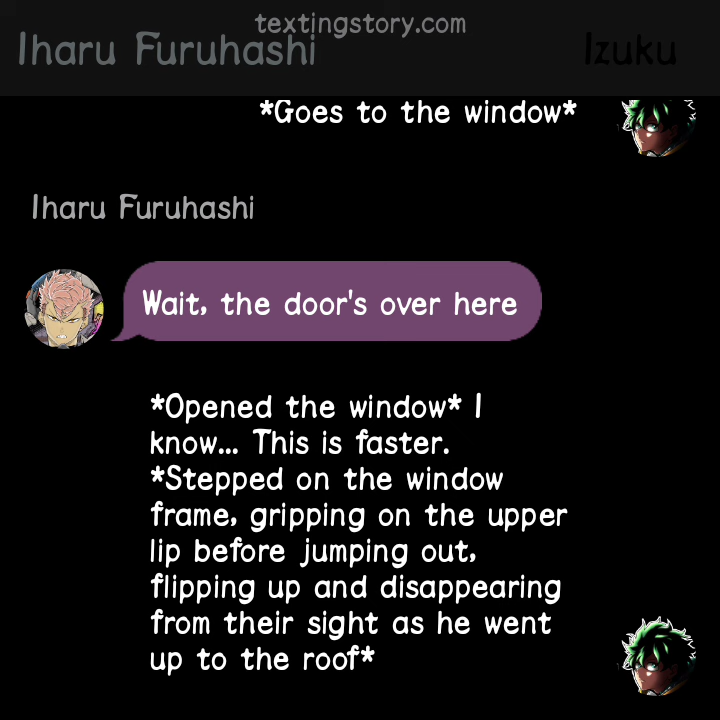 textingstory.com
Iharu Furuhashi
Izuku
*Goes to the window*
Iharu Furuhashi
Wait, the door's over here
*Opened the window* I
know... This is faster.
*Stepped on the window
frame, gripping on the upper
lip before jumping out,
flipping up and disappearing
from their sight as he went
up to the roof*